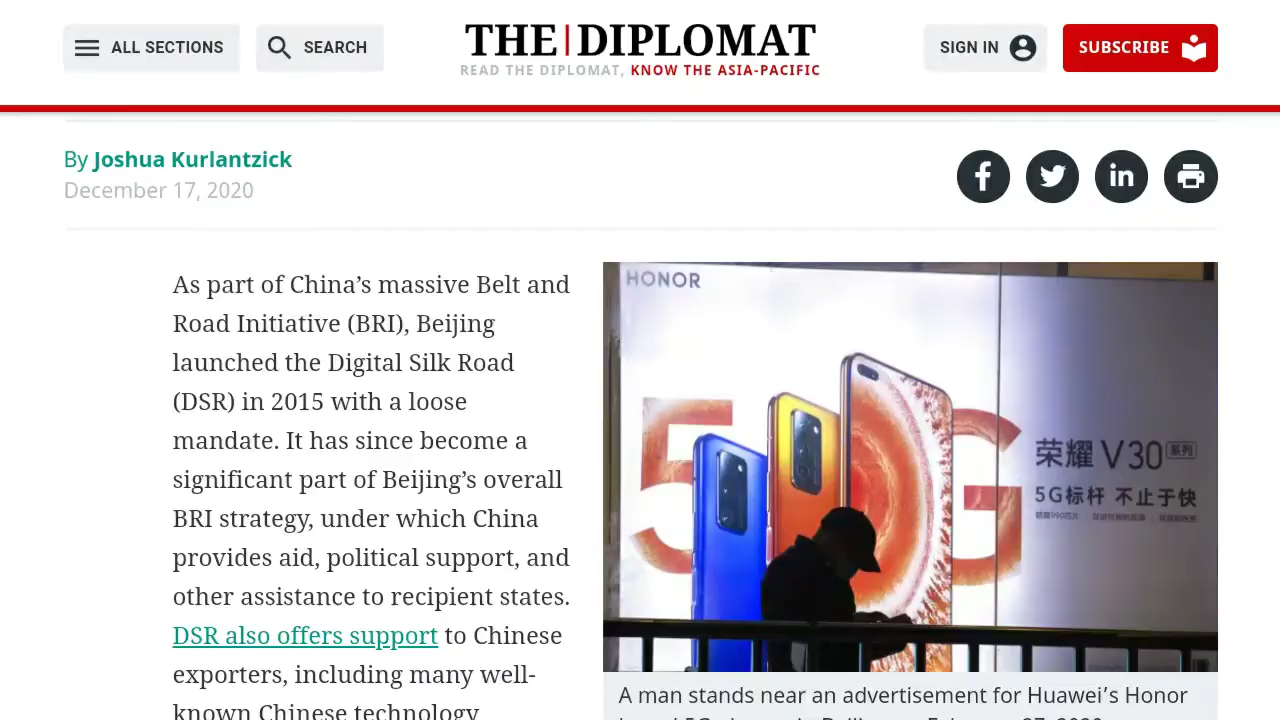 ALL SECTIONS
SEARCH
THE|DIPLOMAT
READ THE DIPLOMAT, KNOW THE ASIA-PACIFIC
SIGN IN
SUBSCRIBE
By Joshua Kurlantzick
December 17, 2020
As part of China’s massive Belt and
Road Initiative (BRI), Beijing
launched the Digital Silk Road
(DSR) in 2015 with a loose
mandate. It has since become a
significant part of Beijing’s overall
BRI strategy, under which China
provides aid, political support, and
other assistance to recipient states.
DSR also offers support to Chinese
exporters, including many well-
known Chinese technology
HONOR
5G
荣耀 V30 系列
5G标杆 不止于快
A man stands near an advertisement for Huawei’s Honor